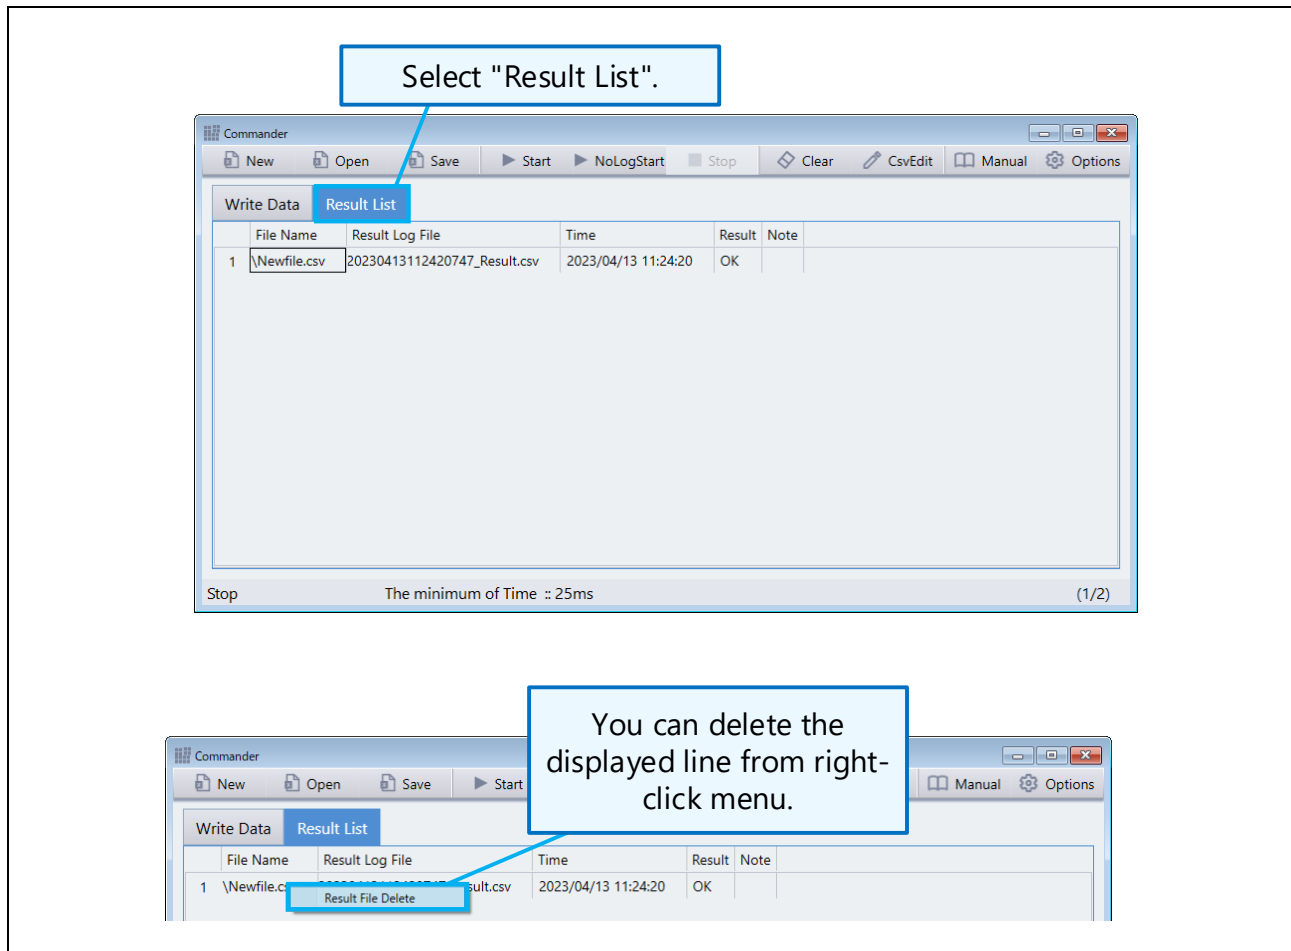 Select "Result List".
Commander
New Open Save Start NoLogStart Stop Clear CsvEdit Manual Options
Write Data Result List
File Name Result Log File Time Result Note
1 \Newfile.csv 20230413112420747_Result.csv 2023/04/13 11:24:20 OK
Stop The minimum of Time :: 25ms (1/2)
You can delete the
displayed line from right-
click menu.
Commander
New Open Save Start Manual Options
Write Data Result List
File Name Result Log File Time Result Note
1 \Newfile.c sult.csv 2023/04/13 11:24:20 OK
Result File Delete